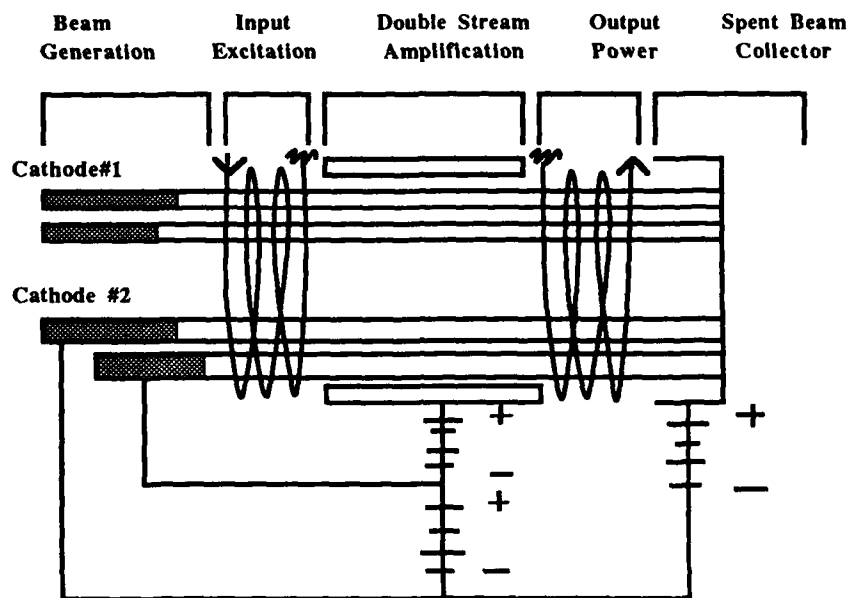 Beam
Generation
Input
Excitation
Double Stream
Amplification
Output
Power
Spent Beam
Collector
Cathode#1
Cathode #2
+
−
+
−
+
−